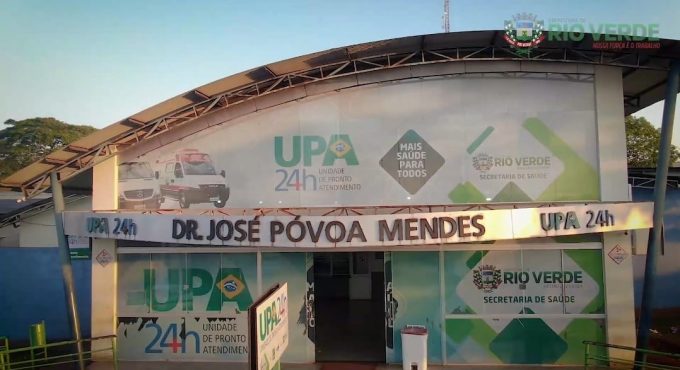 PREFEITURA DE
RIO VERDE
NOSSA FORÇA É O TRABALHO
UPA
24h
UNIDADE
DE PRONTO
ATENDIMENTO
MAIS
SAÚDE
PARA
TODOS
RIO VERDE
SECRETARIA DE SAÚDE
UPA 24h
DR. JOSÉ PÓVOA MENDES
UPA 24h
UPA
24h
UNIDADE
DE PRONTO
ATENDIMENTO
UPA
24h
RIO VERDE
SECRETARIA DE SAÚDE